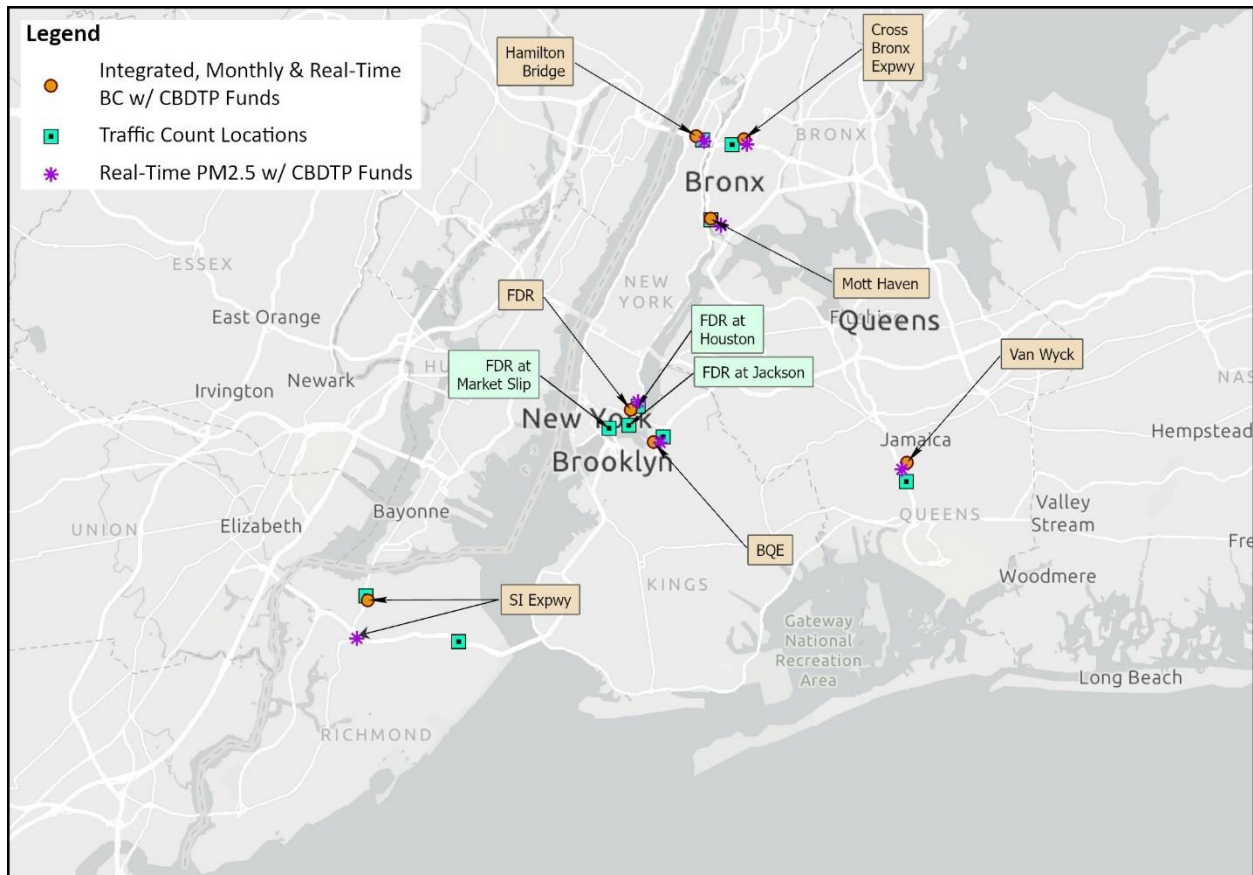 Legend
Integrated, Monthly & Real-Time
BC w/ CBDTP Funds
Traffic Count Locations
Real-Time PM2.5 w/ CBDTP Funds
Hamilton
Bridge
Cross
Bronx
Expwy
BRONX
Bronx
ESSEX
NEW
YORK
Mott Haven
FDR
East Orange
Queens
FDR at
Houston
FDR at
Market Slip
FDR at Jackson
Van Wyck
Newark
Irvington
New York
Jamaica
Hempstead
Brooklyn
Bayonne
Elizabeth
UNION
QUEENS
Valley
Stream
BQE
Woodmere
KINGS
SI Expwy
Gateway
National
Recreation
Area
Long Beach
RICHMOND